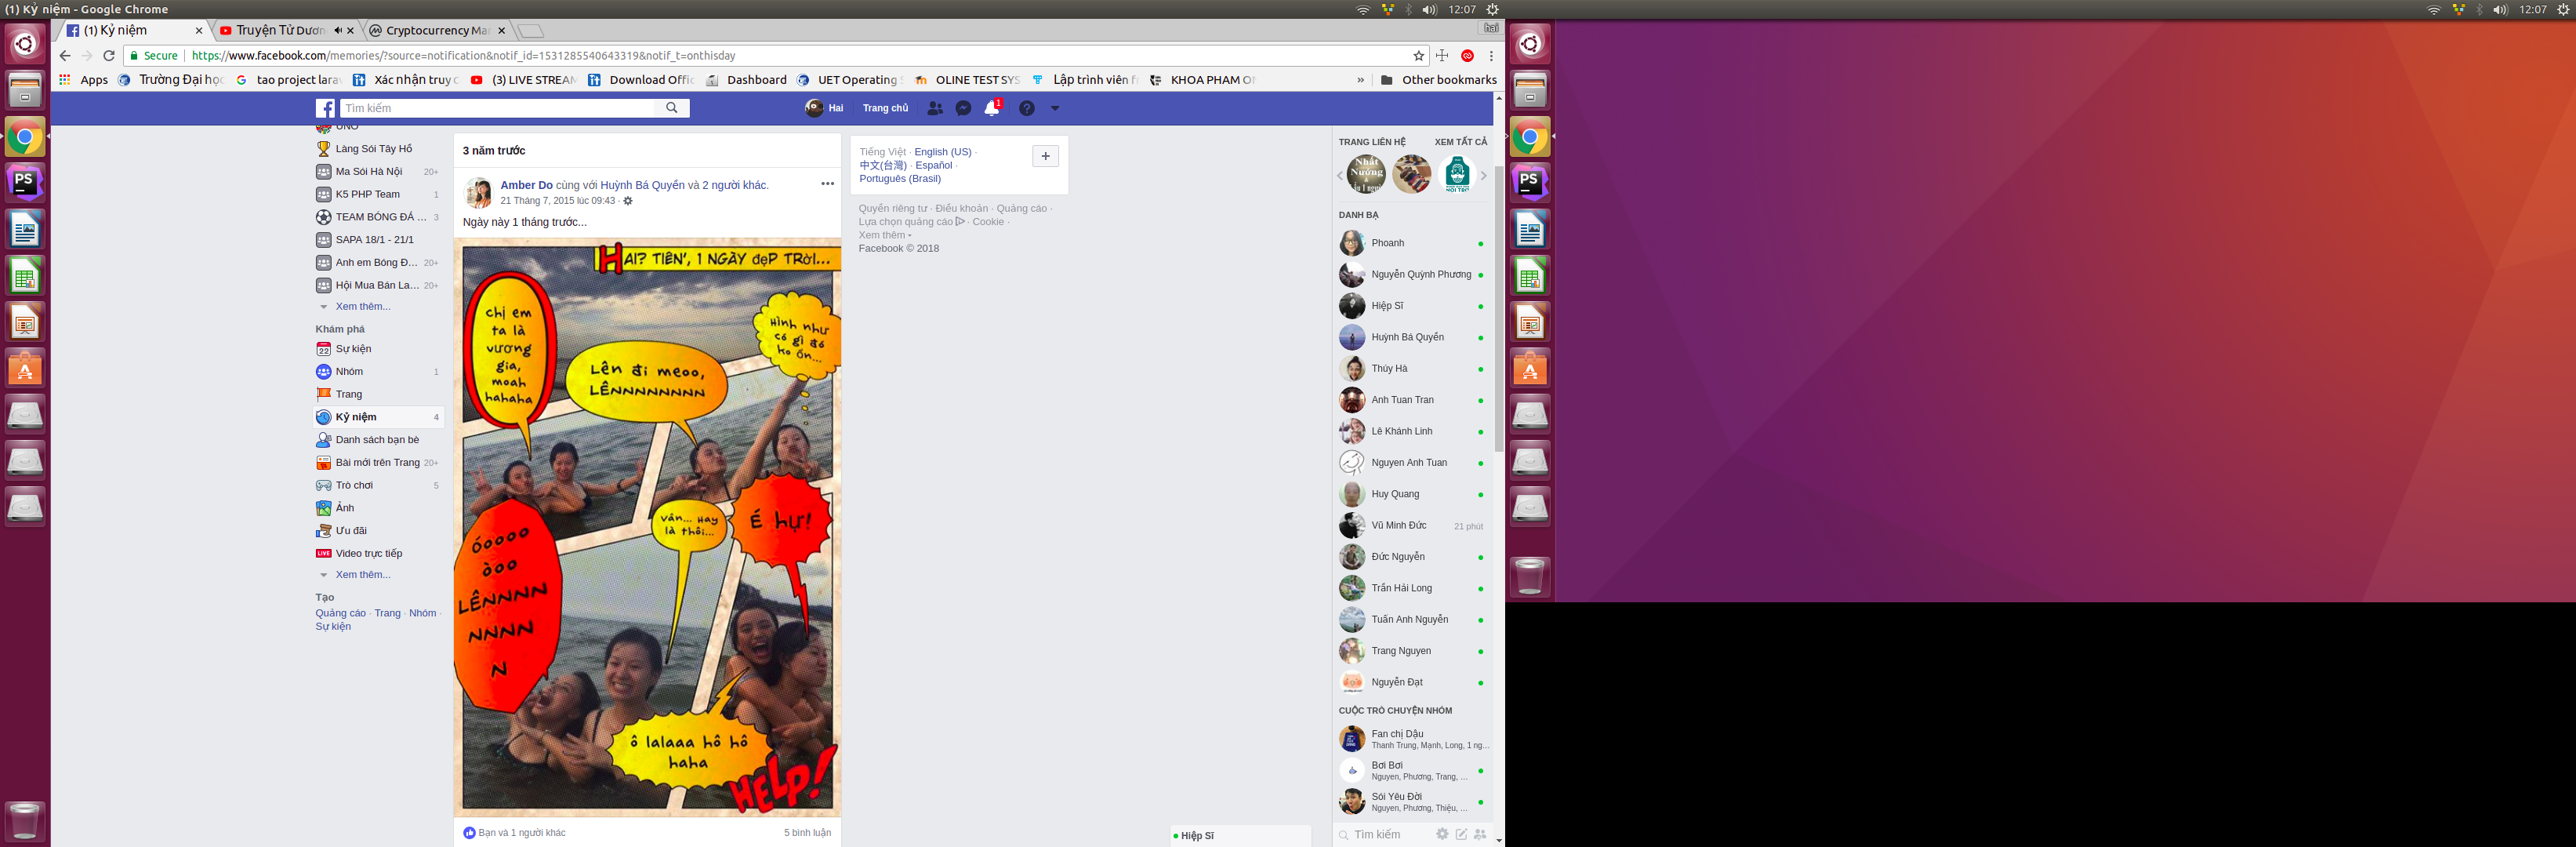 (1) Kỷ niệm - Google Chrome
12:07
12:07
(1) Kỷ niệm
Truyện Tử Dươn
Cryptocurrency Mar
hai
Secure
https://www.facebook.com/memories/?source=notification&notif_id=1531285540643319&notif_t=onthisday
Apps
Trường Đại học
tao project larav
Xác nhận truy c
(3) LIVE STREAM
Download Offic
Dashboard
UET Operating S
OLINE TEST SYS
Lập trình viên f
KHOA PHAM O
»
Other bookmarks
Tìm kiếm
Hai
Trang chủ
1
UNO
Làng Sói Tây Hồ
Ma Sói Hà Nội 20+
K5 PHP Team 1
TEAM BÓNG ĐÁ ... 3
SAPA 18/1 - 21/1
Anh em Bóng Đ... 20+
Hội Mua Bán La... 20+
Xem thêm...
Khám phá
22 Sự kiện
Nhóm 1
Trang
Kỷ niệm 4
Danh sách bạn bè
Bài mới trên Trang 20+
Trò chơi 5
Ảnh
Ưu đãi
LIVE Video trực tiếp
Xem thêm...
Tạo
Quảng cáo · Trang · Nhóm ·
Sự kiện
3 năm trước
Amber Do cùng với Huỳnh Bá Quyền và 2 người khác.
21 Tháng 7, 2015 lúc 09:43 ·
Ngày này 1 tháng trước...
HAI? TIÊN', 1 NGÀY đẹP TRờI...
chị em
ta là
vương
gia,
moah
hahaha
Lên đi meoo,
LÊNNNNNNNN
Hình như
có gì đó
ko ổn...
óoooo
òoo
LÊNNNN
NNNN
N
vẫn... Hay
là thôi...
É hự!
ô lalaaa hô hô
haha
HELP!
Bạn và 1 người khác
5 bình luận
Tiếng Việt · English (US) ·
中文(台灣) · Español ·
Português (Brasil)
Quyền riêng tư · Điều khoản · Quảng cáo ·
Lựa chọn quảng cáo · Cookie ·
Xem thêm
Facebook © 2018
TRANG LIÊN HỆ
XEM TẤT CẢ
Nhất
Nướng
DANH BẠ
Phoanh
Nguyễn Quỳnh Phương
Hiệp Sĩ
Huỳnh Bá Quyền
Thúy Hà
Anh Tuan Tran
Lê Khánh Linh
Nguyen Anh Tuan
Huy Quang
Vũ Minh Đức 21 phút
Đức Nguyễn
Trần Hải Long
Tuấn Anh Nguyễn
Trang Nguyen
Nguyễn Đạt
CUỘC TRÒ CHUYỆN NHÓM
Fan chị Dậu
Thanh Trung, Mạnh, Long, 1 ng...
Bơi Bơi
Nguyen, Phương, Trang, ...
Sói Yêu Đời
Nguyen, Phương, Thiệu, ...
Tìm kiếm
Hiệp Sĩ
PS
PS